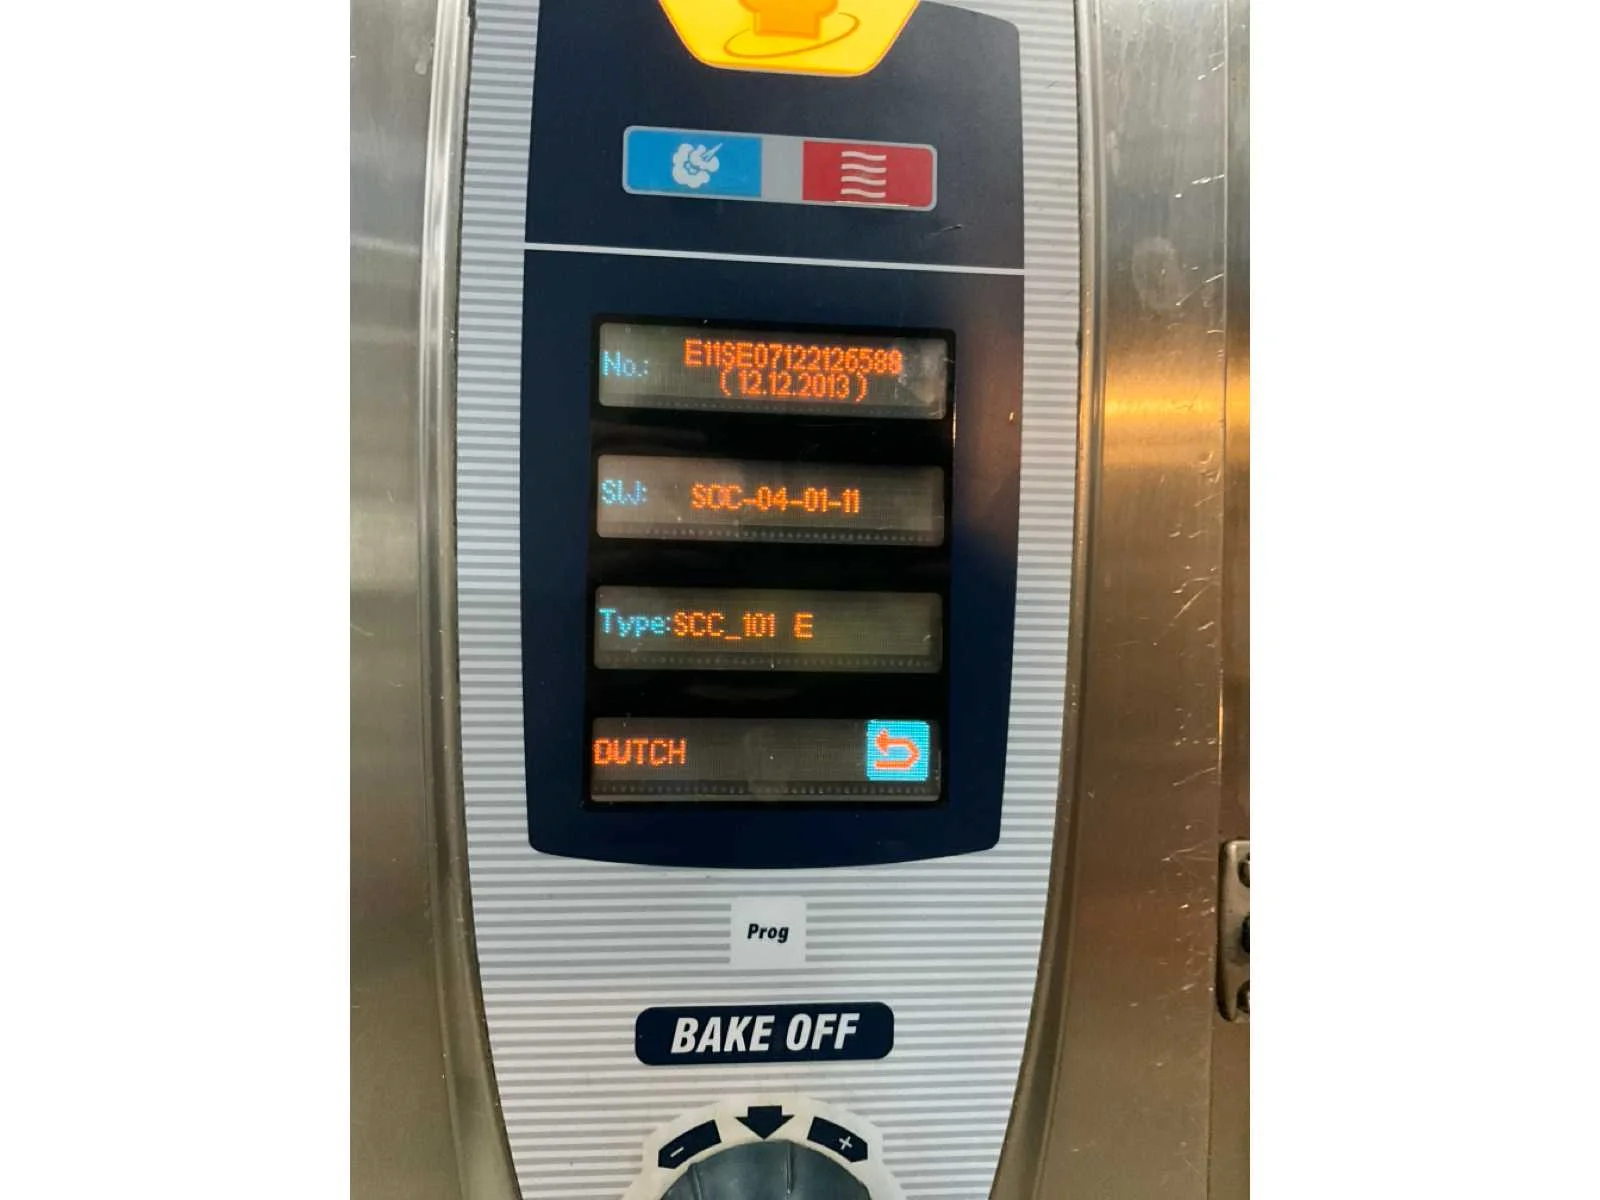 No.: E11SE07122126588
(12.12.2013)
SW: SCC-04-01-11
Type:SCC_101 E
DUTCH
Prog
BAKE OFF
- +